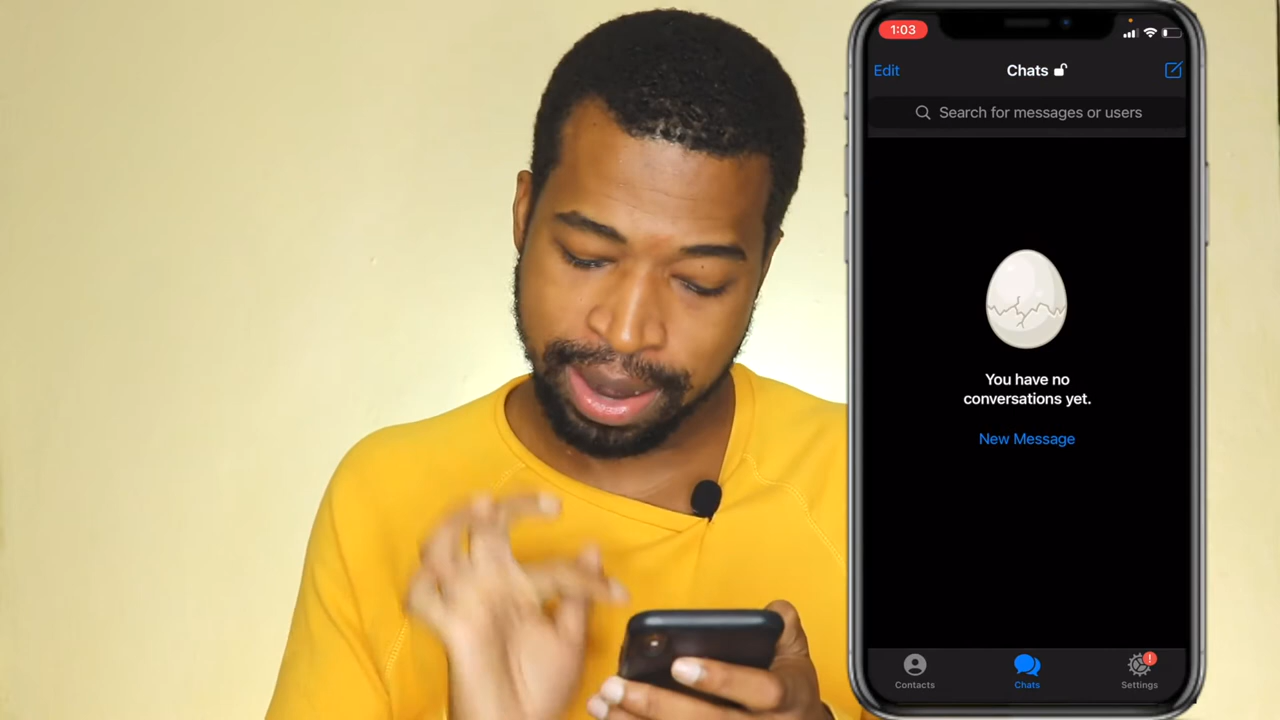 1:03
Edit
Chats
Search for messages or users
You have no
conversations yet.
New Message
Contacts
Chats
Settings
!